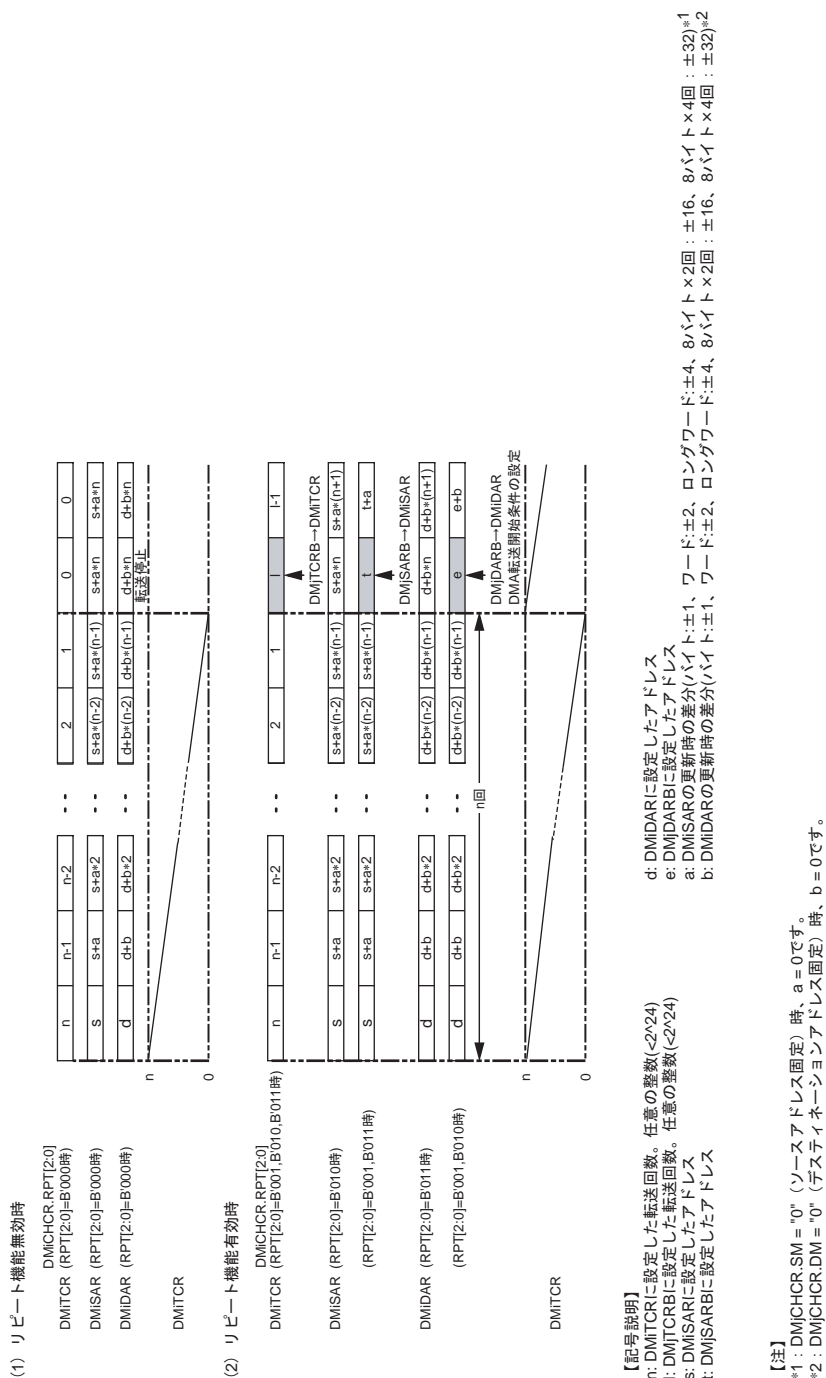 (1) リピート機能無効時
DMiCHCR.RPT[2:0]
DMiTCR (RPT[2:0]=B'000時)
n n-1 n-2 - - 2 1 0 0
DMiSAR (RPT[2:0]=B'000時)
s s+a s+a*2 - - s+a*(n-2) s+a*(n-1) s+a*n s+a*n
DMiDAR (RPT[2:0]=B'000時)
d d+b d+b*2 - - d+b*(n-2) d+b*(n-1) d+b*n d+b*n
転送停止
n
DMiTCR
0
(2) リピート機能有効時
DMiCHCR.RPT[2:0]
DMiTCR (RPT[2:0]=B'001,B'010,B'011時)
n n-1 n-2 - - 2 1 l l-1
DMjTCRB→DMiTCR
DMiSAR (RPT[2:0]=B'010時)
s s+a s+a*2 - - s+a*(n-2) s+a*(n-1) s+a*n s+a*(n+1)
(RPT[2:0]=B'001,B'011時)
s s+a s+a*2 s+a*(n-2) s+a*(n-1) t t+a
DMjSARB→DMiSAR
DMiDAR (RPT[2:0]=B'011時)
d d+b d+b*2 - - d+b*(n-2) d+b*(n-1) d+b*n d+b*(n+1)
(RPT[2:0]=B'001,B'010時)
d d+b d+b*2 - - d+b*(n-2) d+b*(n-1) e e+b
n回
DMjDARB→DMiDAR
DMA転送開始条件の設定
n
DMiTCR
0
【記号説明】
n: DMiTCRに設定した転送回数。任意の整数(<2^24)
l: DMjTCRBに設定した転送回数。任意の整数(<2^24)
s: DMiSARに設定したアドレス
t: DMjSARBに設定したアドレス
d: DMiDARに設定したアドレス
e: DMjDARBに設定したアドレス
a: DMiSARの更新時の差分(バイト:±1、ワード:±2、ロングワード:±4、8バイト×2回:±16、8バイト×4回:±32)*1
b: DMiDARの更新時の差分(バイト:±1、ワード:±2、ロングワード:±4、8バイト×2回:±16、8バイト×4回:±32)*2
【注】
*1:DMjCHCR.SM = "0"(ソースアドレス固定)時、a = 0です。
*2:DMjCHCR.DM = "0"(デスティネーションアドレス固定)時、b = 0です。